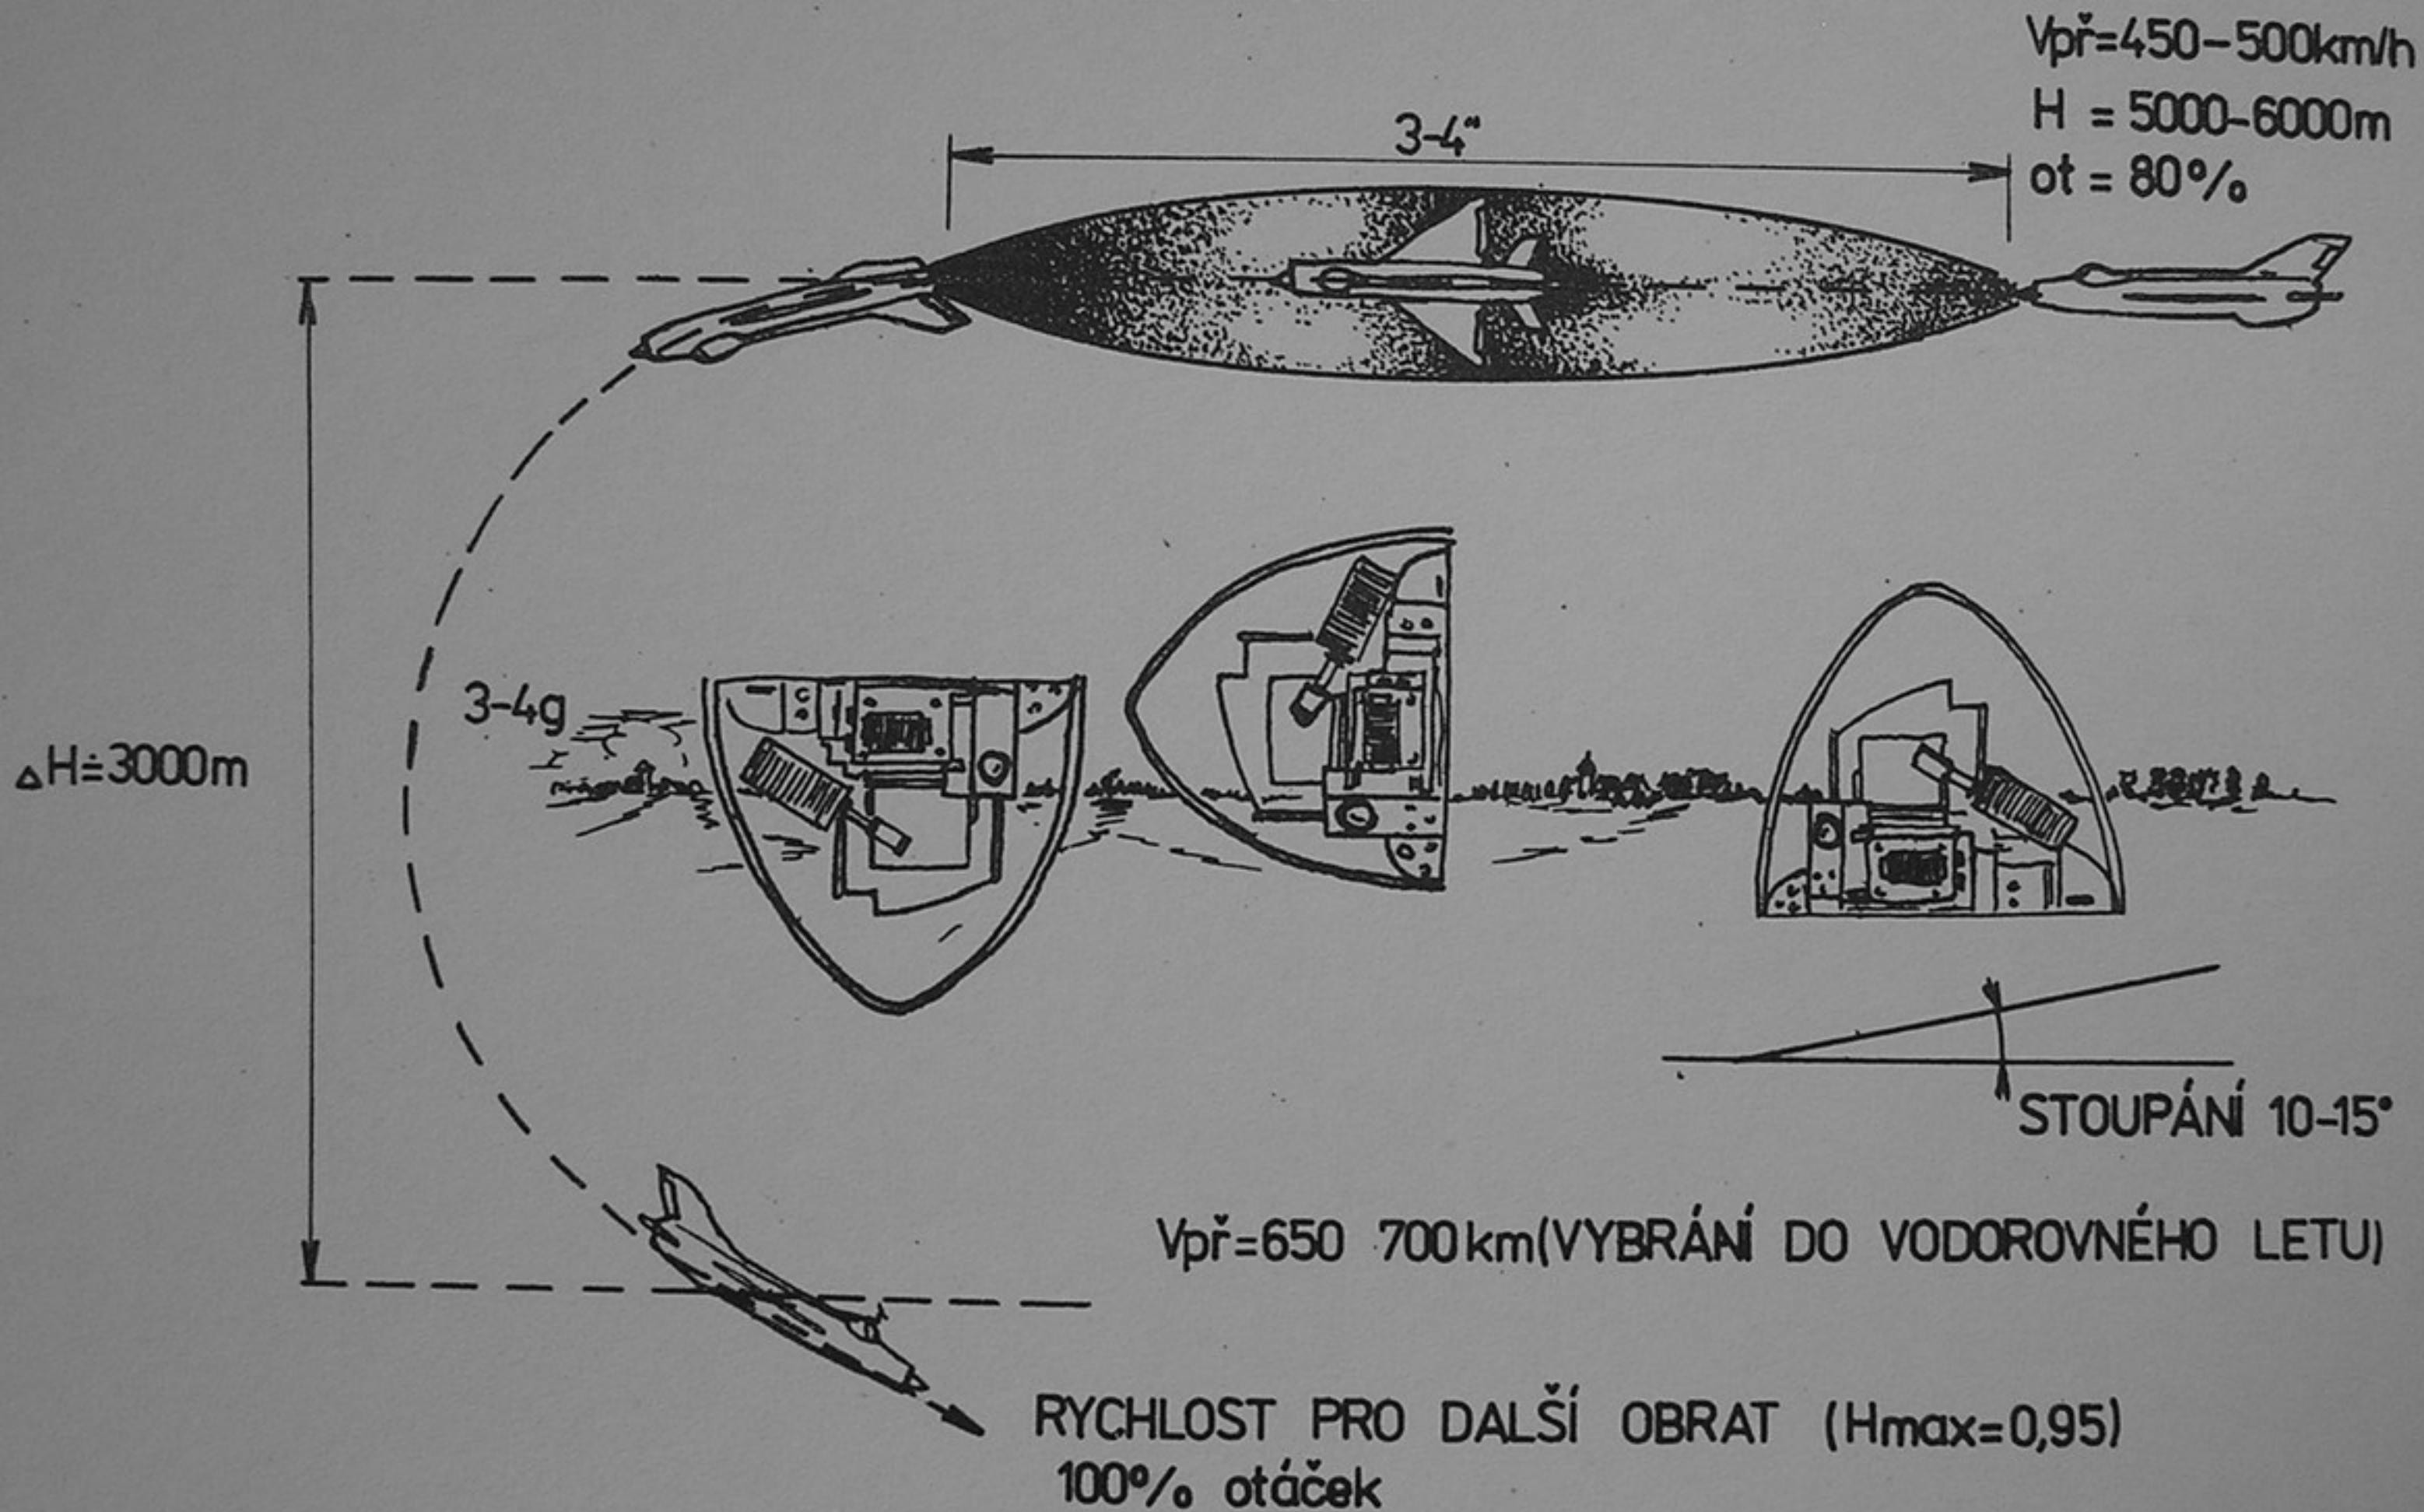 Vpř=450-500km/h
H = 5000-6000m
ot = 80%
3-4"
3-4g
△H≐3000m
STOUPÁNÍ 10-15°
Vpř=650 700km(VYBRÁNÍ DO VODOROVNÉHO LETU)
RYCHLOST PRO DALŠÍ OBRAT (Hmax=0,95)
100% otáček